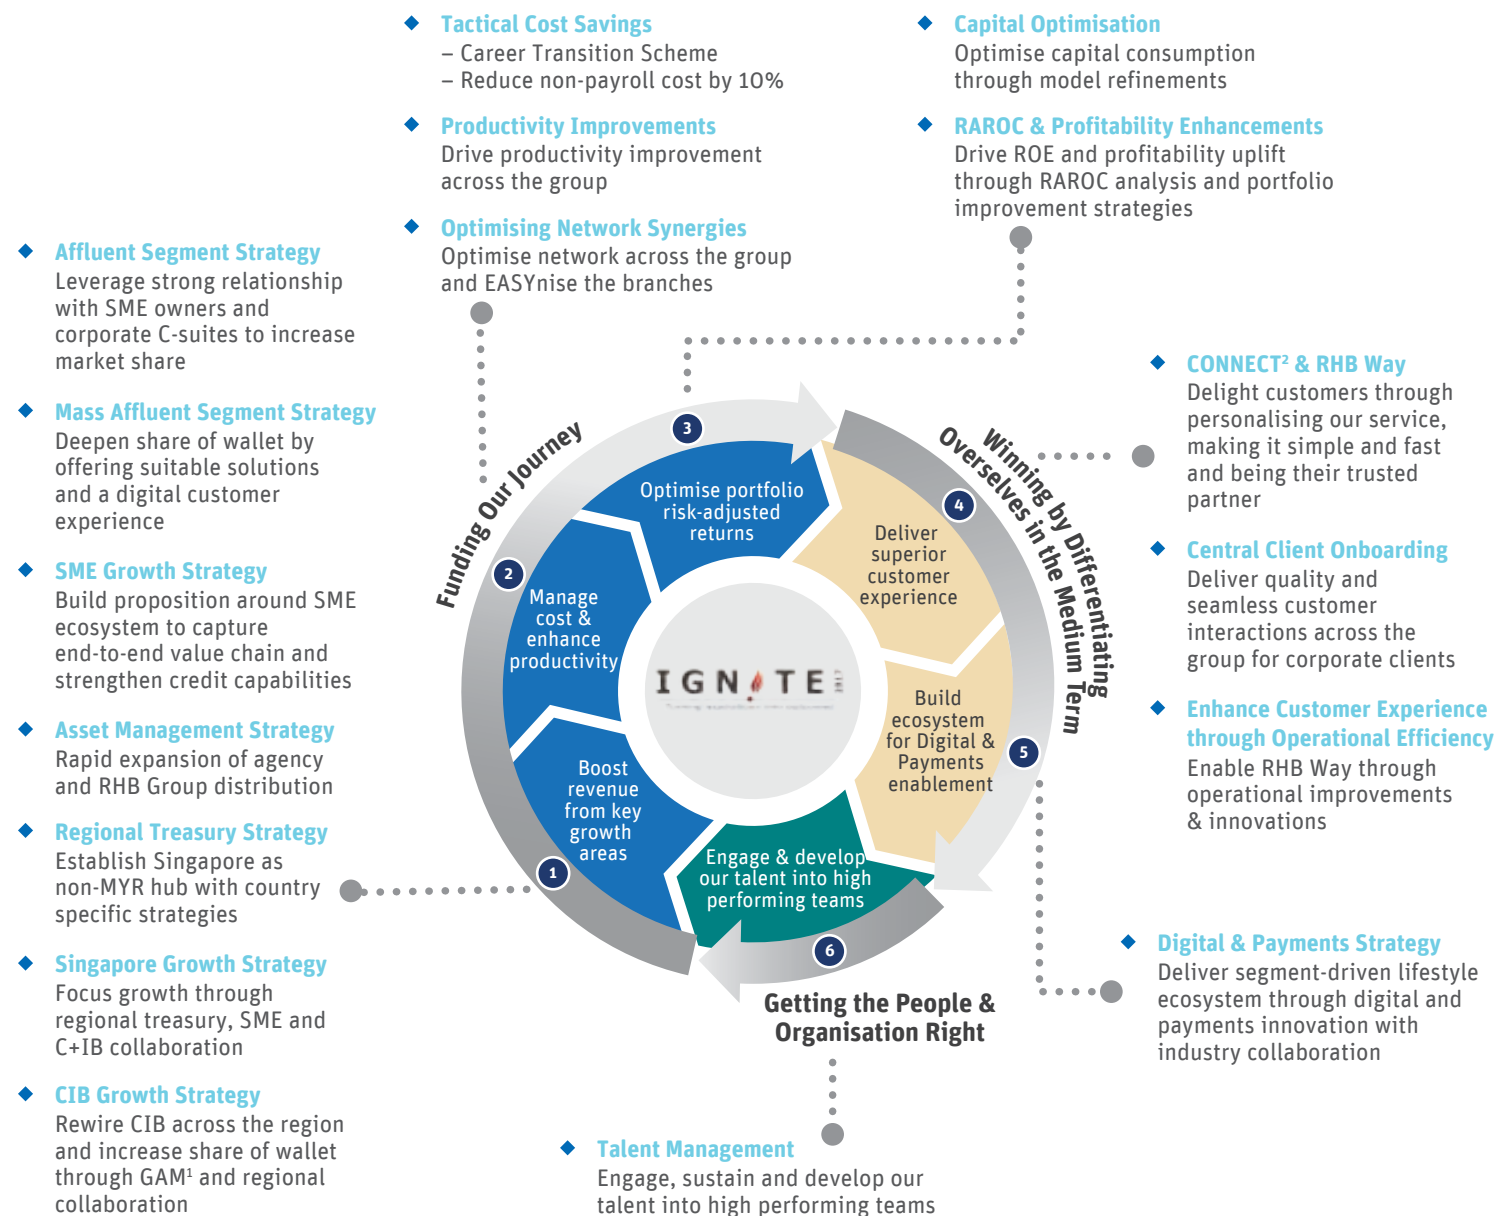 ◆ Tactical Cost Savings
– Career Transition Scheme
– Reduce non-payroll cost by 10%
◆ Productivity Improvements
Drive productivity improvement
across the group
◆ Optimising Network Synergies
Optimise network across the group
and EASYnise the branches
◆ Capital Optimisation
Optimise capital consumption
through model refinements
◆ RAROC & Profitability Enhancements
Drive ROE and profitability uplift
through RAROC analysis and portfolio
improvement strategies
◆ Affluent Segment Strategy
Leverage strong relationship
with SME owners and
corporate C-suites to increase
market share
◆ Mass Affluent Segment Strategy
Deepen share of wallet by
offering suitable solutions
and a digital customer
experience
◆ SME Growth Strategy
Build proposition around SME
ecosystem to capture
end-to-end value chain and
strengthen credit capabilities
◆ Asset Management Strategy
Rapid expansion of agency
and RHB Group distribution
◆ Regional Treasury Strategy
Establish Singapore as
non-MYR hub with country
specific strategies
◆ Singapore Growth Strategy
Focus growth through
regional treasury, SME and
C+IB collaboration
◆ CIB Growth Strategy
Rewire CIB across the region
and increase share of wallet
through GAM¹ and regional
collaboration
Funding Our Journey
3
Optimise portfolio
risk-adjusted
returns
2
Manage
cost &
enhance
productivity
1
Boost
revenue
from key
growth
areas
IGNITE
Winning by Differentiating
Overselves in the Medium Term
4
Deliver
superior
customer
experience
5
Build
ecosystem
for Digital &
Payments
enablement
6
Engage & develop
our talent into high
performing teams
Getting the People &
Organisation Right
◆ CONNECT² & RHB Way
Delight customers through
personalising our service,
making it simple and fast
and being their trusted
partner
◆ Central Client Onboarding
Deliver quality and
seamless customer
interactions across the
group for corporate clients
◆ Enhance Customer Experience
through Operational Efficiency
Enable RHB Way through
operational improvements
& innovations
◆ Digital & Payments Strategy
Deliver segment-driven lifestyle
ecosystem through digital and
payments innovation with
industry collaboration
◆ Talent Management
Engage, sustain and develop our
talent into high performing teams